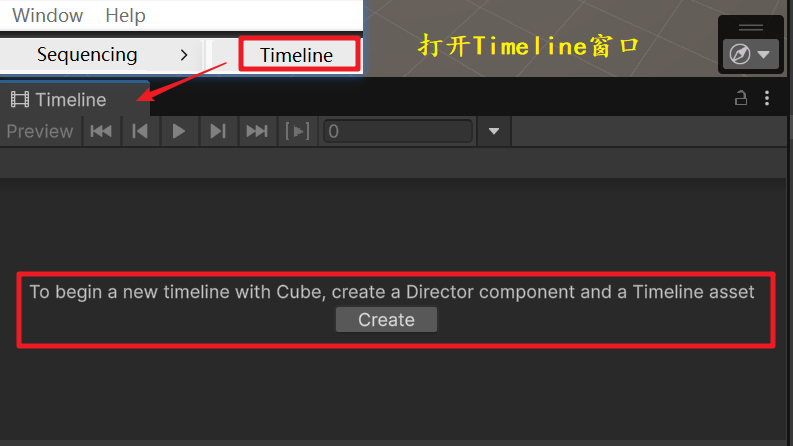 Window Help
Sequencing > Timeline
打开Timeline窗口
Timeline
Preview 0
To begin a new timeline with Cube, create a Director component and a Timeline asset
Create